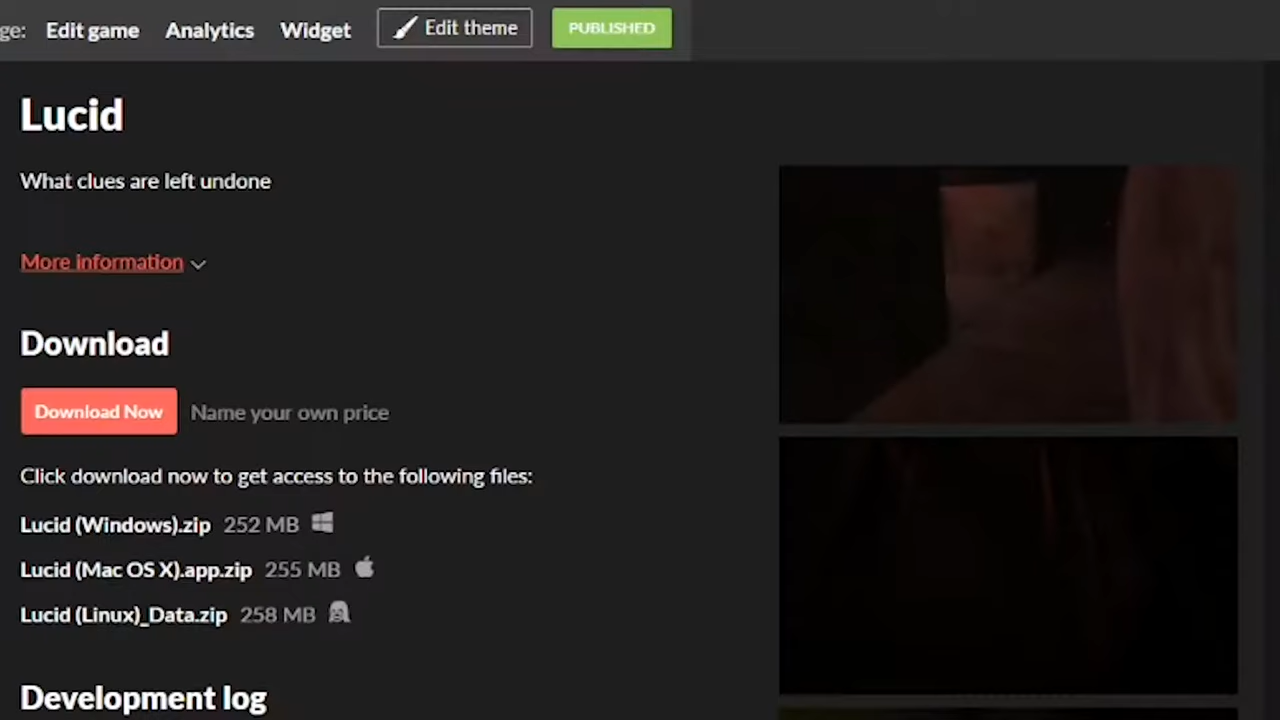 ge: Edit game Analytics Widget Edit theme PUBLISHED
Lucid
What clues are left undone
More information
Download
Download Now Name your own price
Click download now to get access to the following files:
Lucid (Windows).zip 252 MB
Lucid (Mac OS X).app.zip 255 MB
Lucid (Linux)_Data.zip 258 MB
Development log